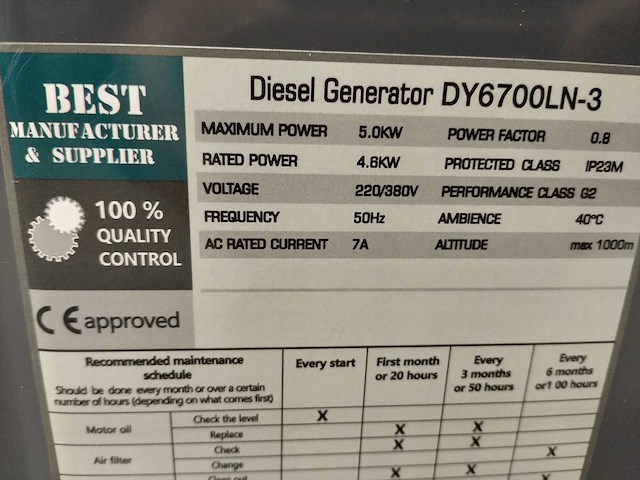 BEST
MANUFACTURER
& SUPPLIER
100 %
QUALITY
CONTROL
CE approved
Diesel Generator DY6700LN-3
MAXIMUM POWER 5.0KW POWER FACTOR 0.8
RATED POWER 4.6KW PROTECTED CLASS IP23M
VOLTAGE 220/380V PERFORMANCE CLASS G2
FREQUENCY 50Hz AMBIENCE 40°C
AC RATED CURRENT 7A ALTITUDE max 1000m
Recommended maintenance
schedule
Should be done every month or over a certain
number of hours (depending on what comes first)
Every start
First month
or 20 hours
Every
3 months
or 50 hours
Every
6 months
or1 00 hours
Motor oil
Check the level X
Replace X X
Air filter
Check X X
Change X
Clean out X X X